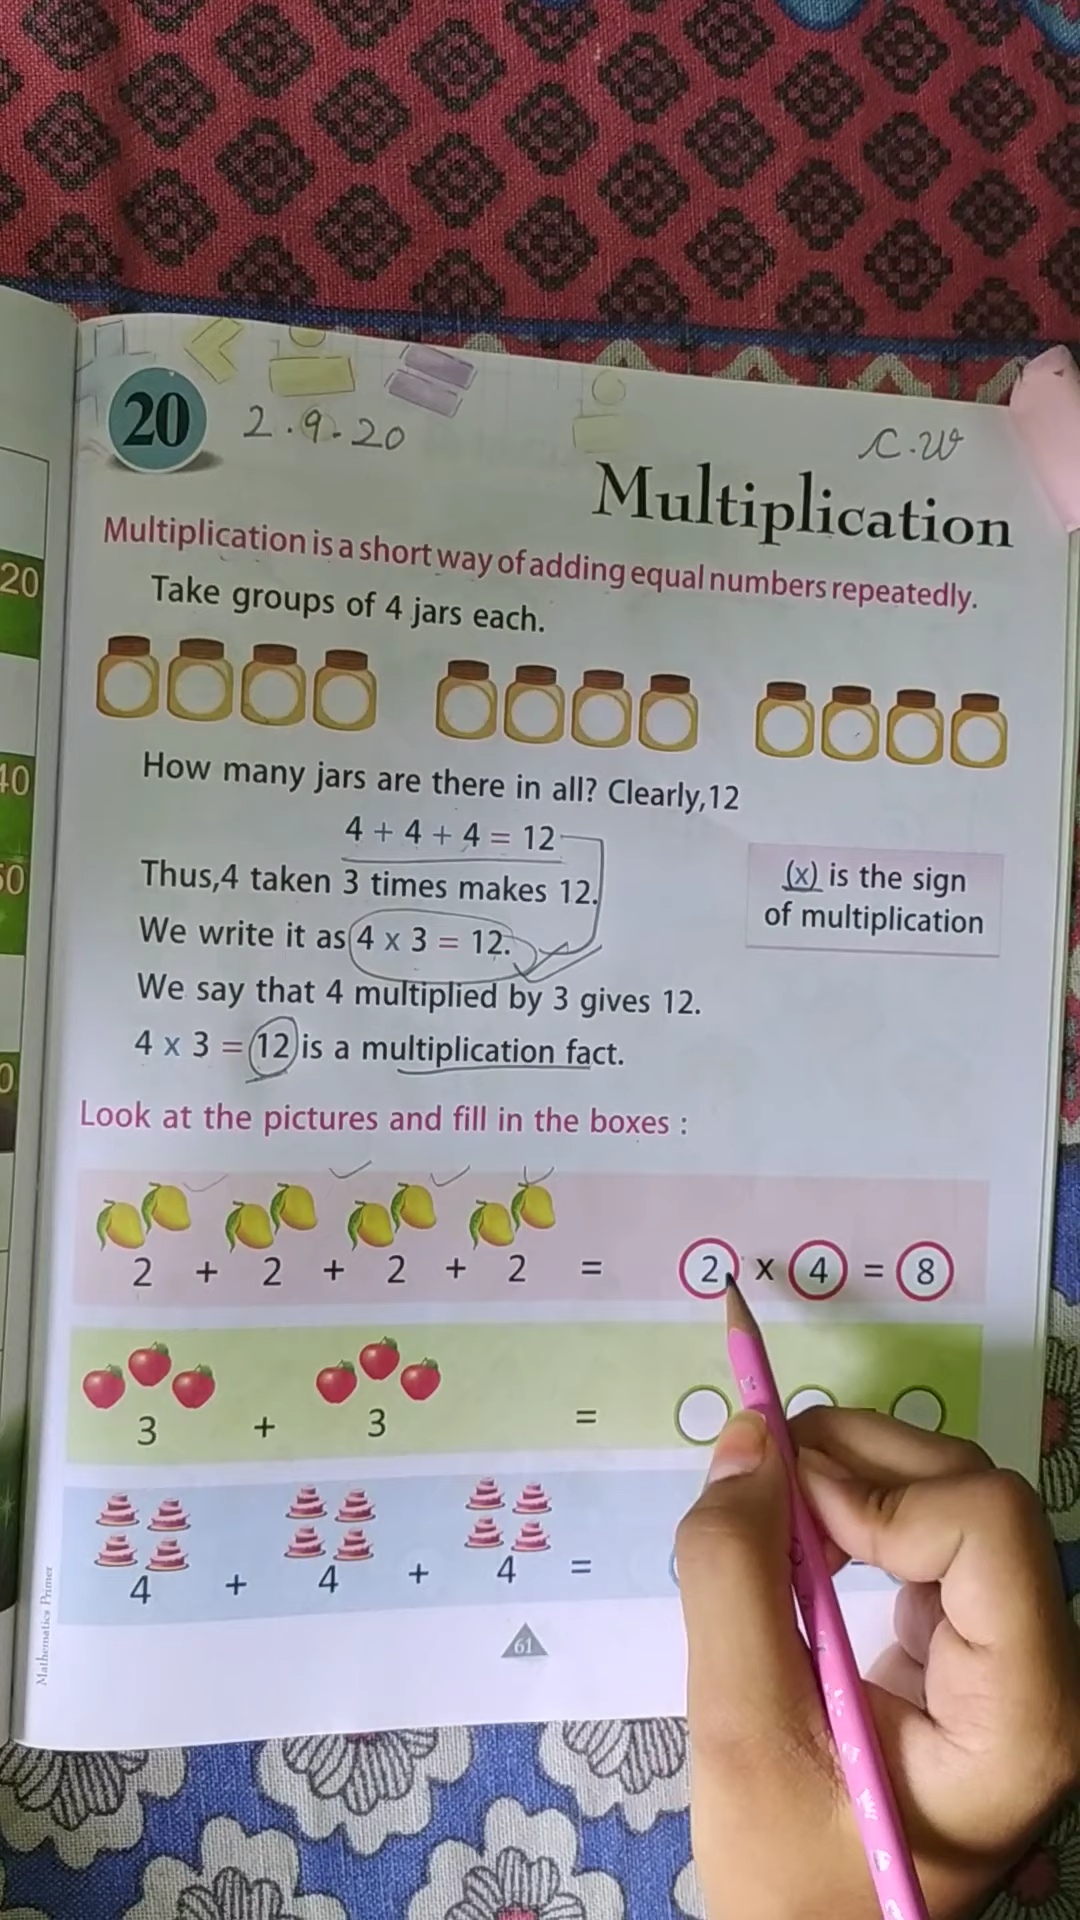 20
2.9.20
C.W
Multiplication
Multiplication is a short way of adding equal numbers repeatedly.
Take groups of 4 jars each.
How many jars are there in all? Clearly,12
4 + 4 + 4 = 12
Thus,4 taken 3 times makes 12.
We write it as 4 x 3 = 12.
(x) is the sign
of multiplication
We say that 4 multiplied by 3 gives 12.
4 x 3 = 12 is a multiplication fact.
Look at the pictures and fill in the boxes :
2 + 2 + 2 + 2 = 2 x 4 = 8
3 + 3 =
4 + 4 + 4 =
61
Mathematics Primer
20
40
0